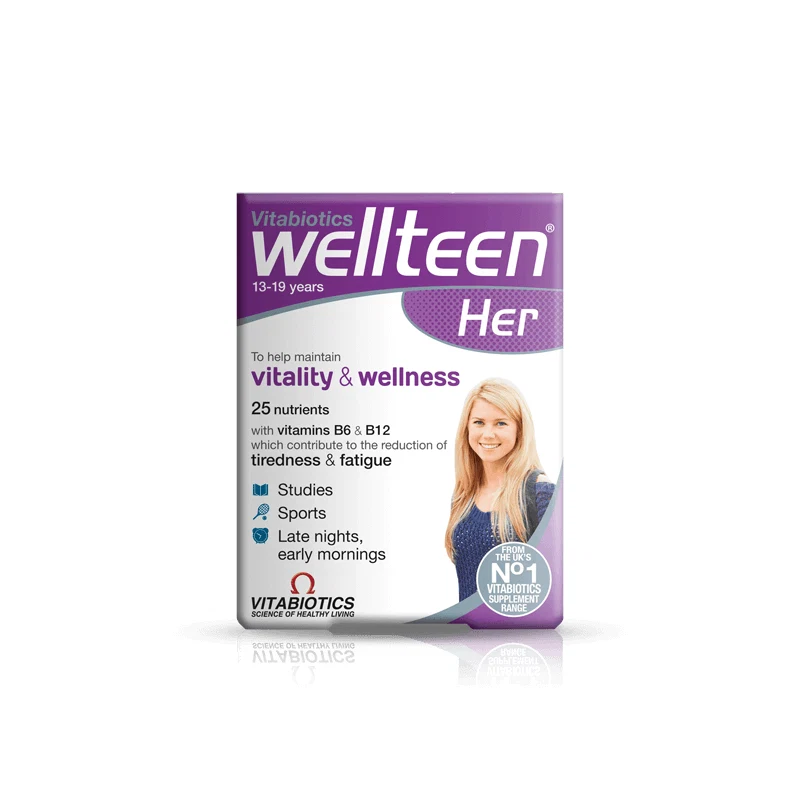 Vitabiotics
wellteen®
13-19 years
Her
To help maintain
vitality & wellness
25 nutrients
with vitamins B6 & B12
which contribute to the reduction of
tiredness & fatigue
Studies
Sports
Late nights,
early mornings
VITABIOTICS
SCIENCE OF HEALTHY LIVING
FROM
THE UK'S
Nº1
VITABIOTICS
SUPPLEMENT
RANGE